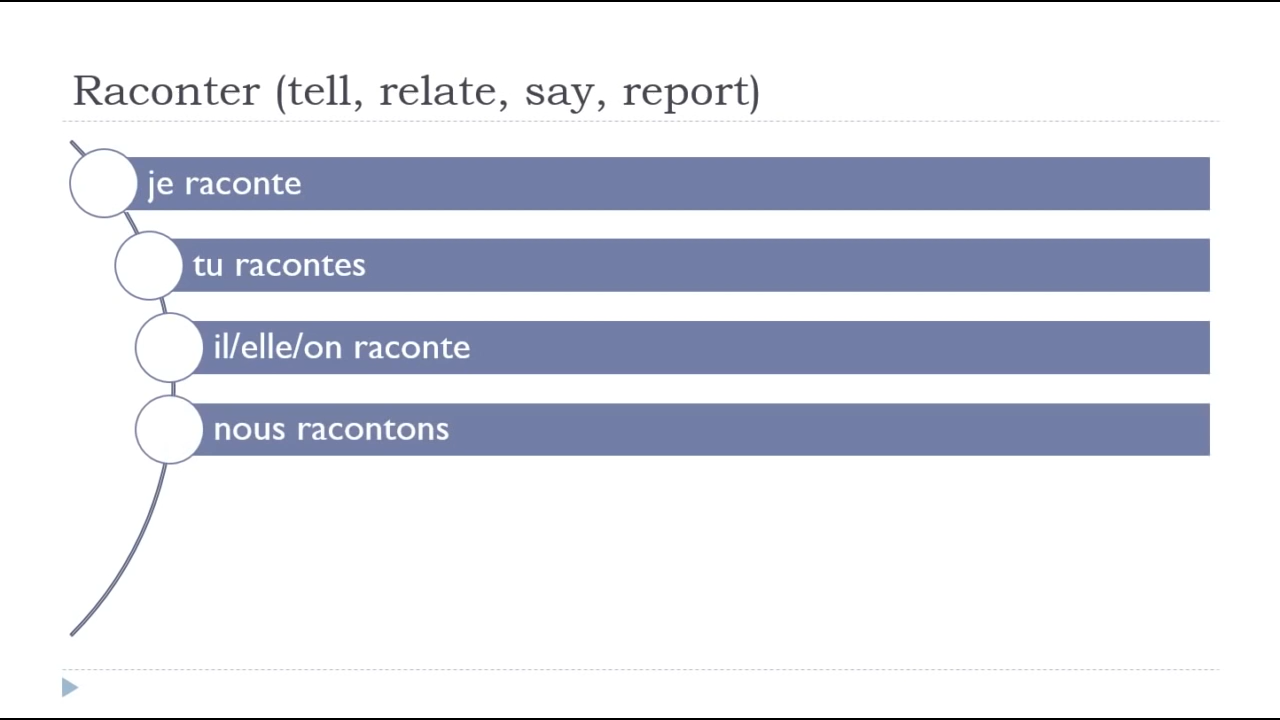 Raconter (tell, relate, say, report)
je raconte
tu racontes
il/elle/on raconte
nous racontons